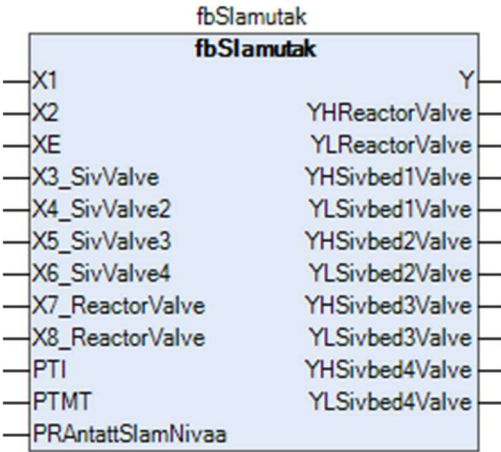 fbSlamutak
fbSlamutak
X1 Y
X2 YHReactorValve
XE YLReactorValve
X3_SivValve YHSivbed1Valve
X4_SivValve2 YLSivbed1Valve
X5_SivValve3 YHSivbed2Valve
X6_SivValve4 YLSivbed2Valve
X7_ReactorValve YHSivbed3Valve
X8_ReactorValve YLSivbed3Valve
PTI YHSivbed4Valve
PTMT YLSivbed4Valve
PRAntattSlamNivaa